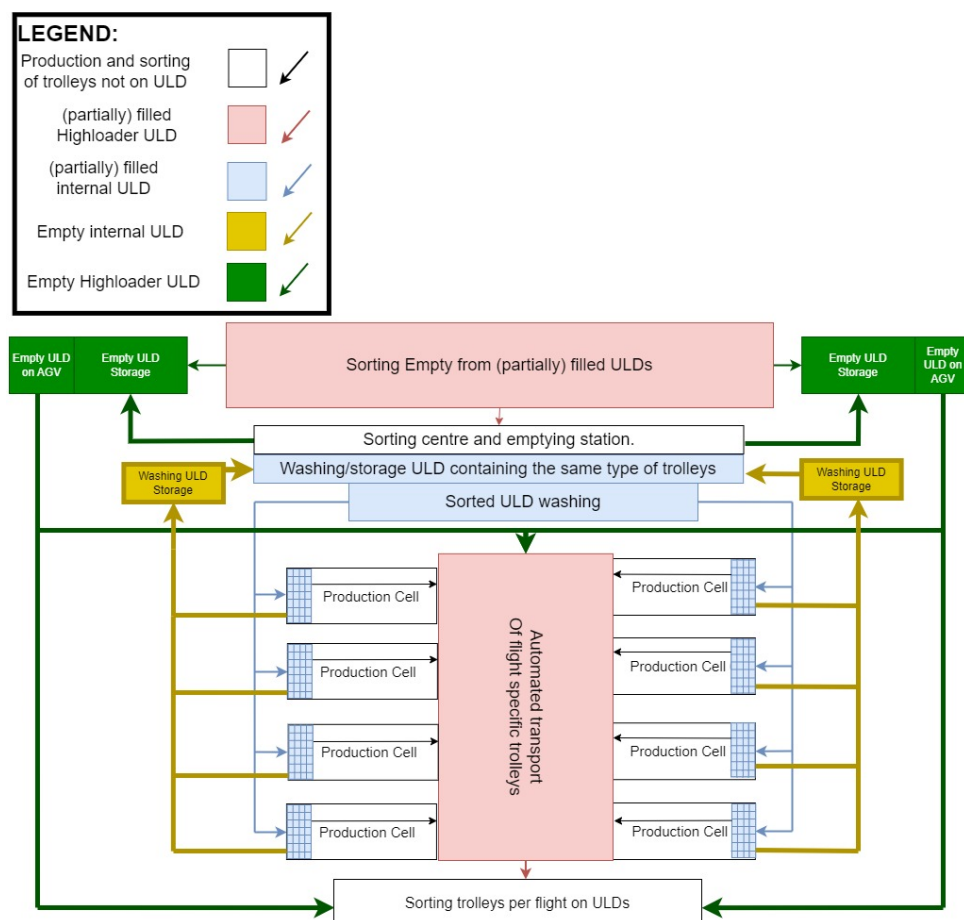 LEGEND:
Production and sorting
of trolleys not on ULD
(partially) filled
Highloader ULD
(partially) filled
internal ULD
Empty internal ULD
Empty Highloader ULD
Empty ULD
on AGV
Empty ULD
Storage
Sorting Empty from (partially) filled ULDs
Empty ULD
Storage
Empty
ULD on
AGV
Sorting centre and emptying station.
Washing ULD
Storage
Washing/storage ULD containing the same type of trolleys
Washing ULD
Storage
Sorted ULD washing
Production Cell
Production Cell
Production Cell
Production Cell
Automated transport
Of flight specific trolleys
Production Cell
Production Cell
Production Cell
Production Cell
Sorting trolleys per flight on ULDs